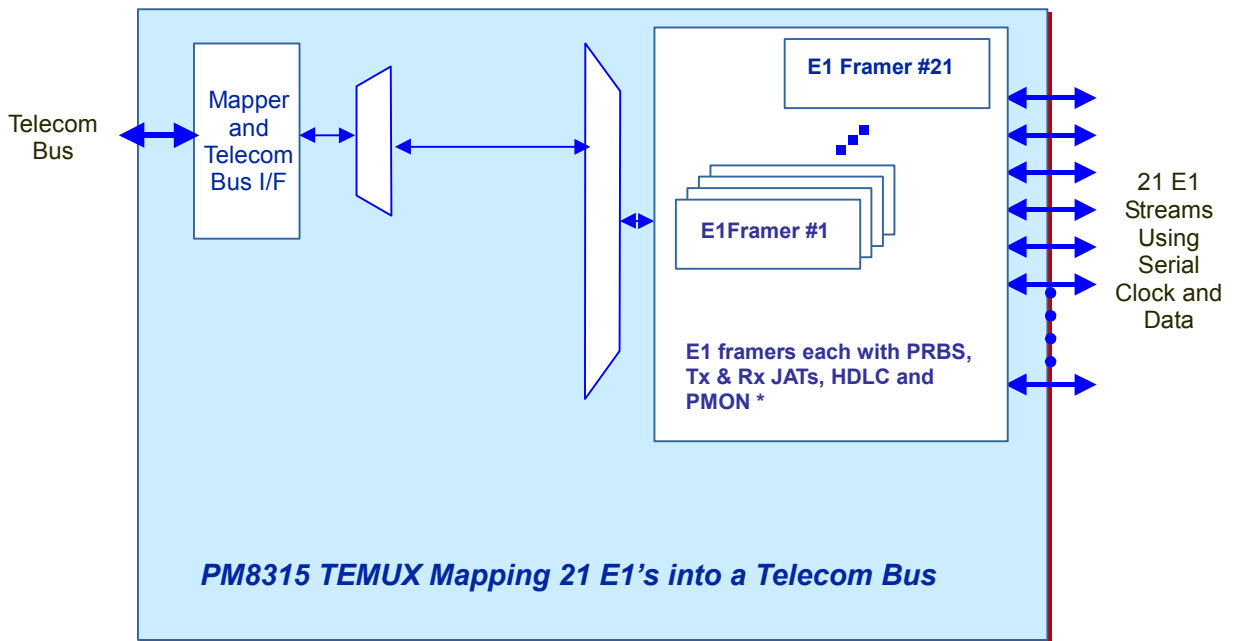 Telecom
Bus
Mapper
and
Telecom
Bus I/F
E1 Framer #21
E1Framer #1
E1 framers each with PRBS,
Tx & Rx JATs, HDLC and
PMON *
21 E1
Streams
Using
Serial
Clock and
Data
PM8315 TEMUX Mapping 21 E1's into a Telecom Bus